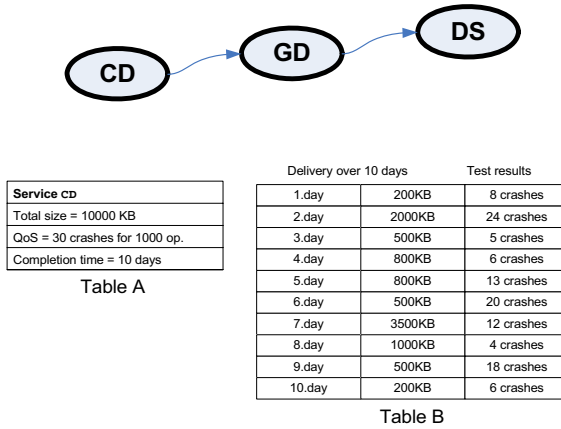 CD
GD
DS
Service CD
Total size = 10000 KB
QoS = 30 crashes for 1000 op.
Completion time = 10 days
Table A
Delivery over 10 days Test results
1.day 200KB 8 crashes
2.day 2000KB 24 crashes
3.day 500KB 5 crashes
4.day 800KB 6 crashes
5.day 800KB 13 crashes
6.day 500KB 20 crashes
7.day 3500KB 12 crashes
8.day 1000KB 4 crashes
9.day 500KB 18 crashes
10.day 200KB 6 crashes
Table B